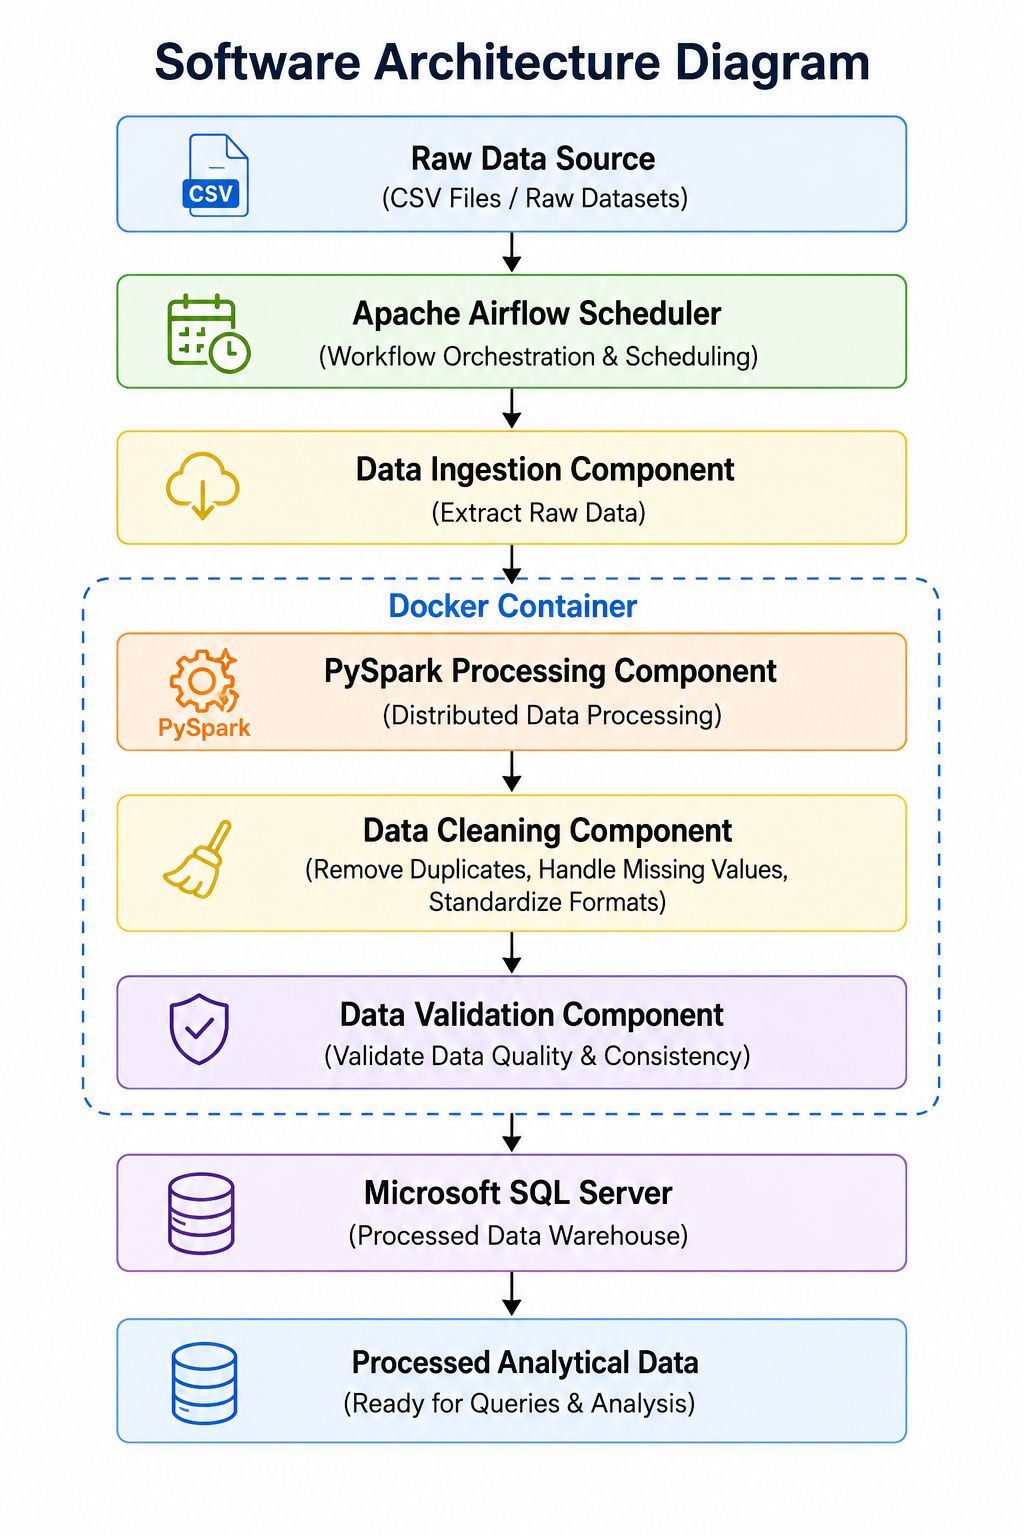 Software Architecture Diagram
CSV
Raw Data Source
(CSV Files / Raw Datasets)
Apache Airflow Scheduler
(Workflow Orchestration & Scheduling)
Data Ingestion Component
(Extract Raw Data)
Docker Container
PySpark
PySpark Processing Component
(Distributed Data Processing)
Data Cleaning Component
(Remove Duplicates, Handle Missing Values,
Standardize Formats)
Data Validation Component
(Validate Data Quality & Consistency)
Microsoft SQL Server
(Processed Data Warehouse)
Processed Analytical Data
(Ready for Queries & Analysis)